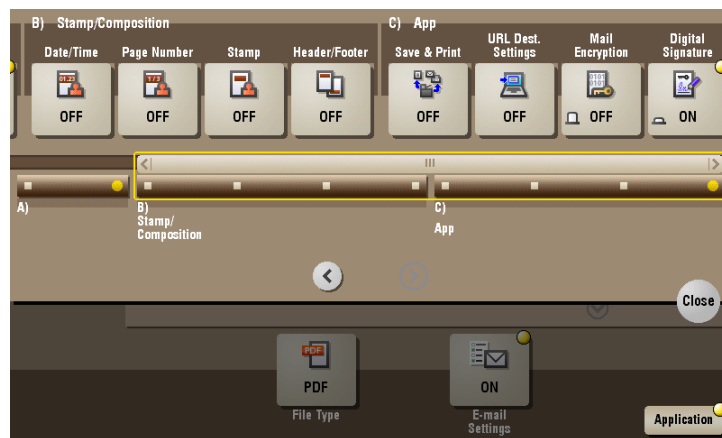 B) Stamp/Composition
C) App
Date/Time
Page Number
Stamp
Header/Footer
Save & Print
URL Dest.
Settings
Mail
Encryption
Digital
Signature
01.23
1/3
0101
0101
OFF
OFF
OFF
OFF
OFF
OFF
OFF
ON
A)
B)
Stamp/
Composition
C)
App
Close
PDF
PDF
File Type
ON
E-mail
Settings
Application